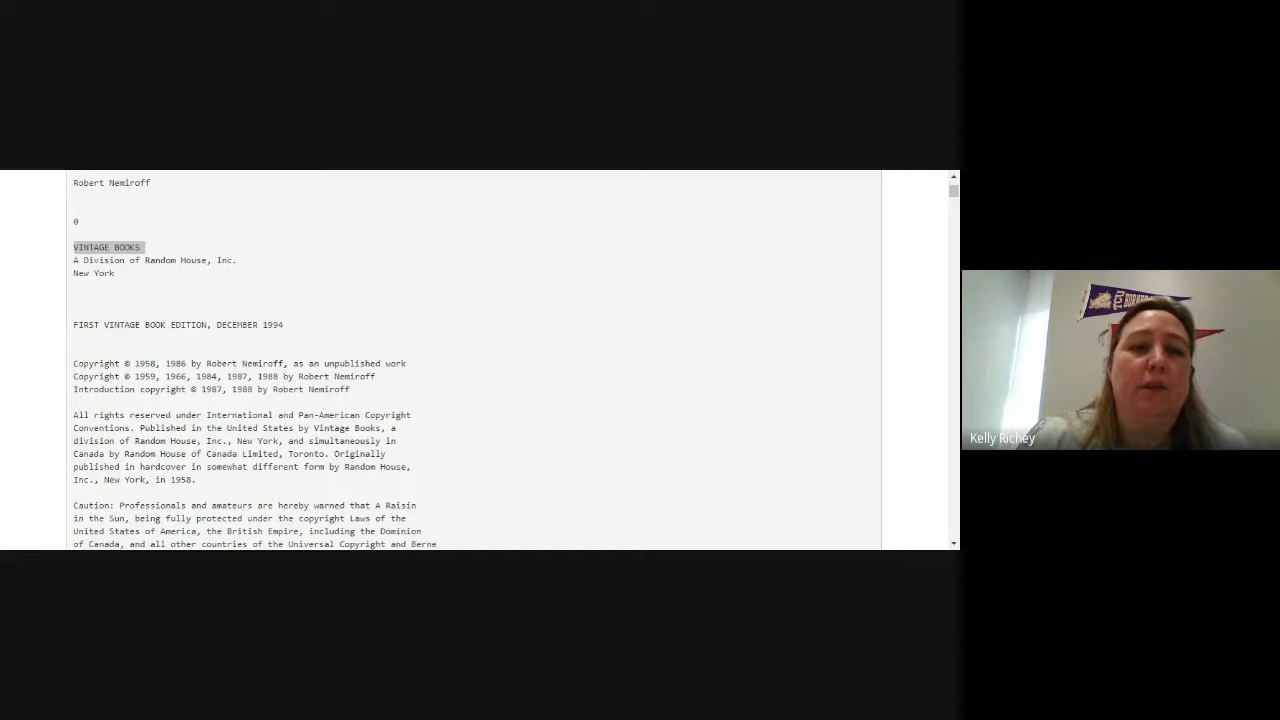 Robert Nemiroff
0
VINTAGE BOOKS
A Division of Random House, Inc.
New York
FIRST VINTAGE BOOK EDITION, DECEMBER 1994
Copyright © 1958, 1986 by Robert Nemiroff, as an unpublished work
Copyright © 1959, 1966, 1984, 1987, 1988 by Robert Nemiroff
Introduction copyright © 1987, 1988 by Robert Nemiroff
All rights reserved under International and Pan-American Copyright
Conventions. Published in the United States by Vintage Books, a
division of Random House, Inc., New York, and simultaneously in
Canada by Random House of Canada Limited, Toronto. Originally
published in hardcover in somewhat different form by Random House,
Inc., New York, in 1958.
Caution: Professionals and amateurs are hereby warned that A Raisin
in the Sun, being fully protected under the copyright Laws of the
United States of America, the British Empire, including the Dominion
of Canada, and all other countries of the Universal Copyright and Berne
TCU
Kelly Richey